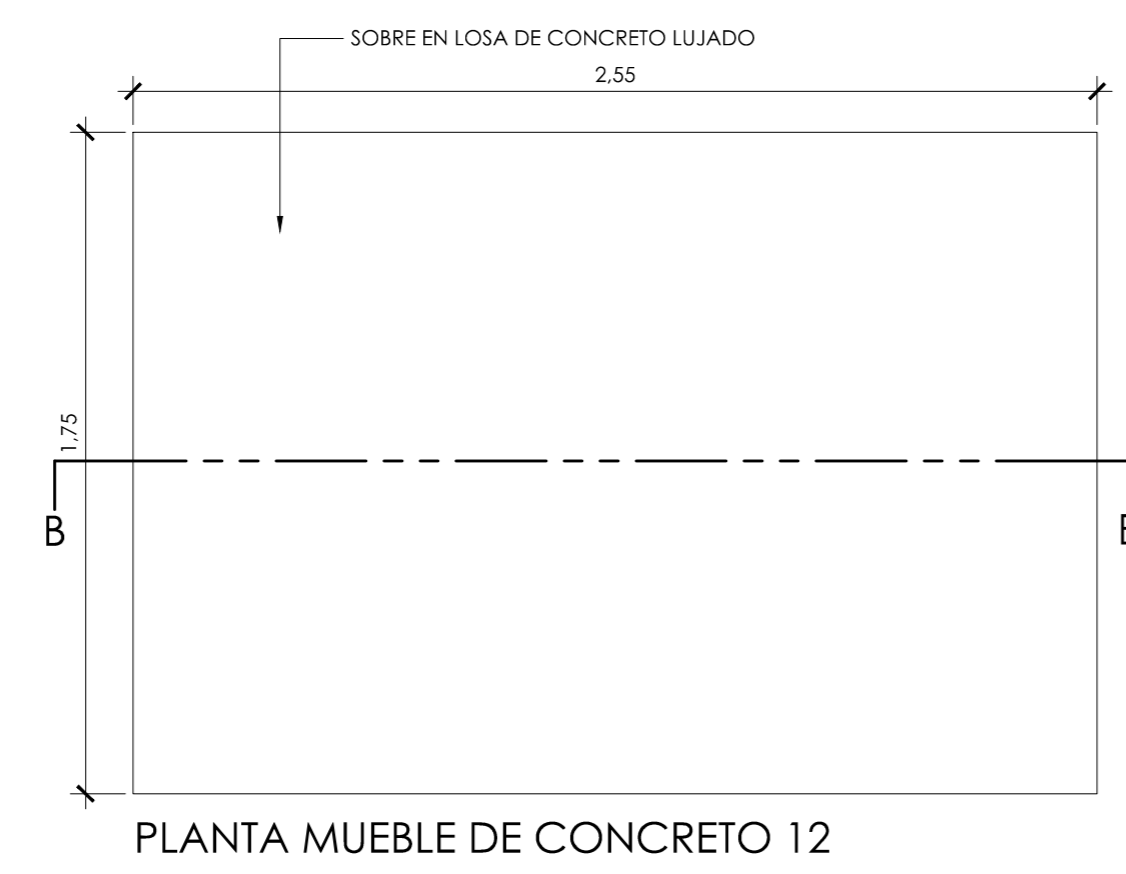 SOBRE EN LOSA DE CONCRETO LUJADO
2,55
1,75
B
PLANTA MUEBLE DE CONCRETO 12